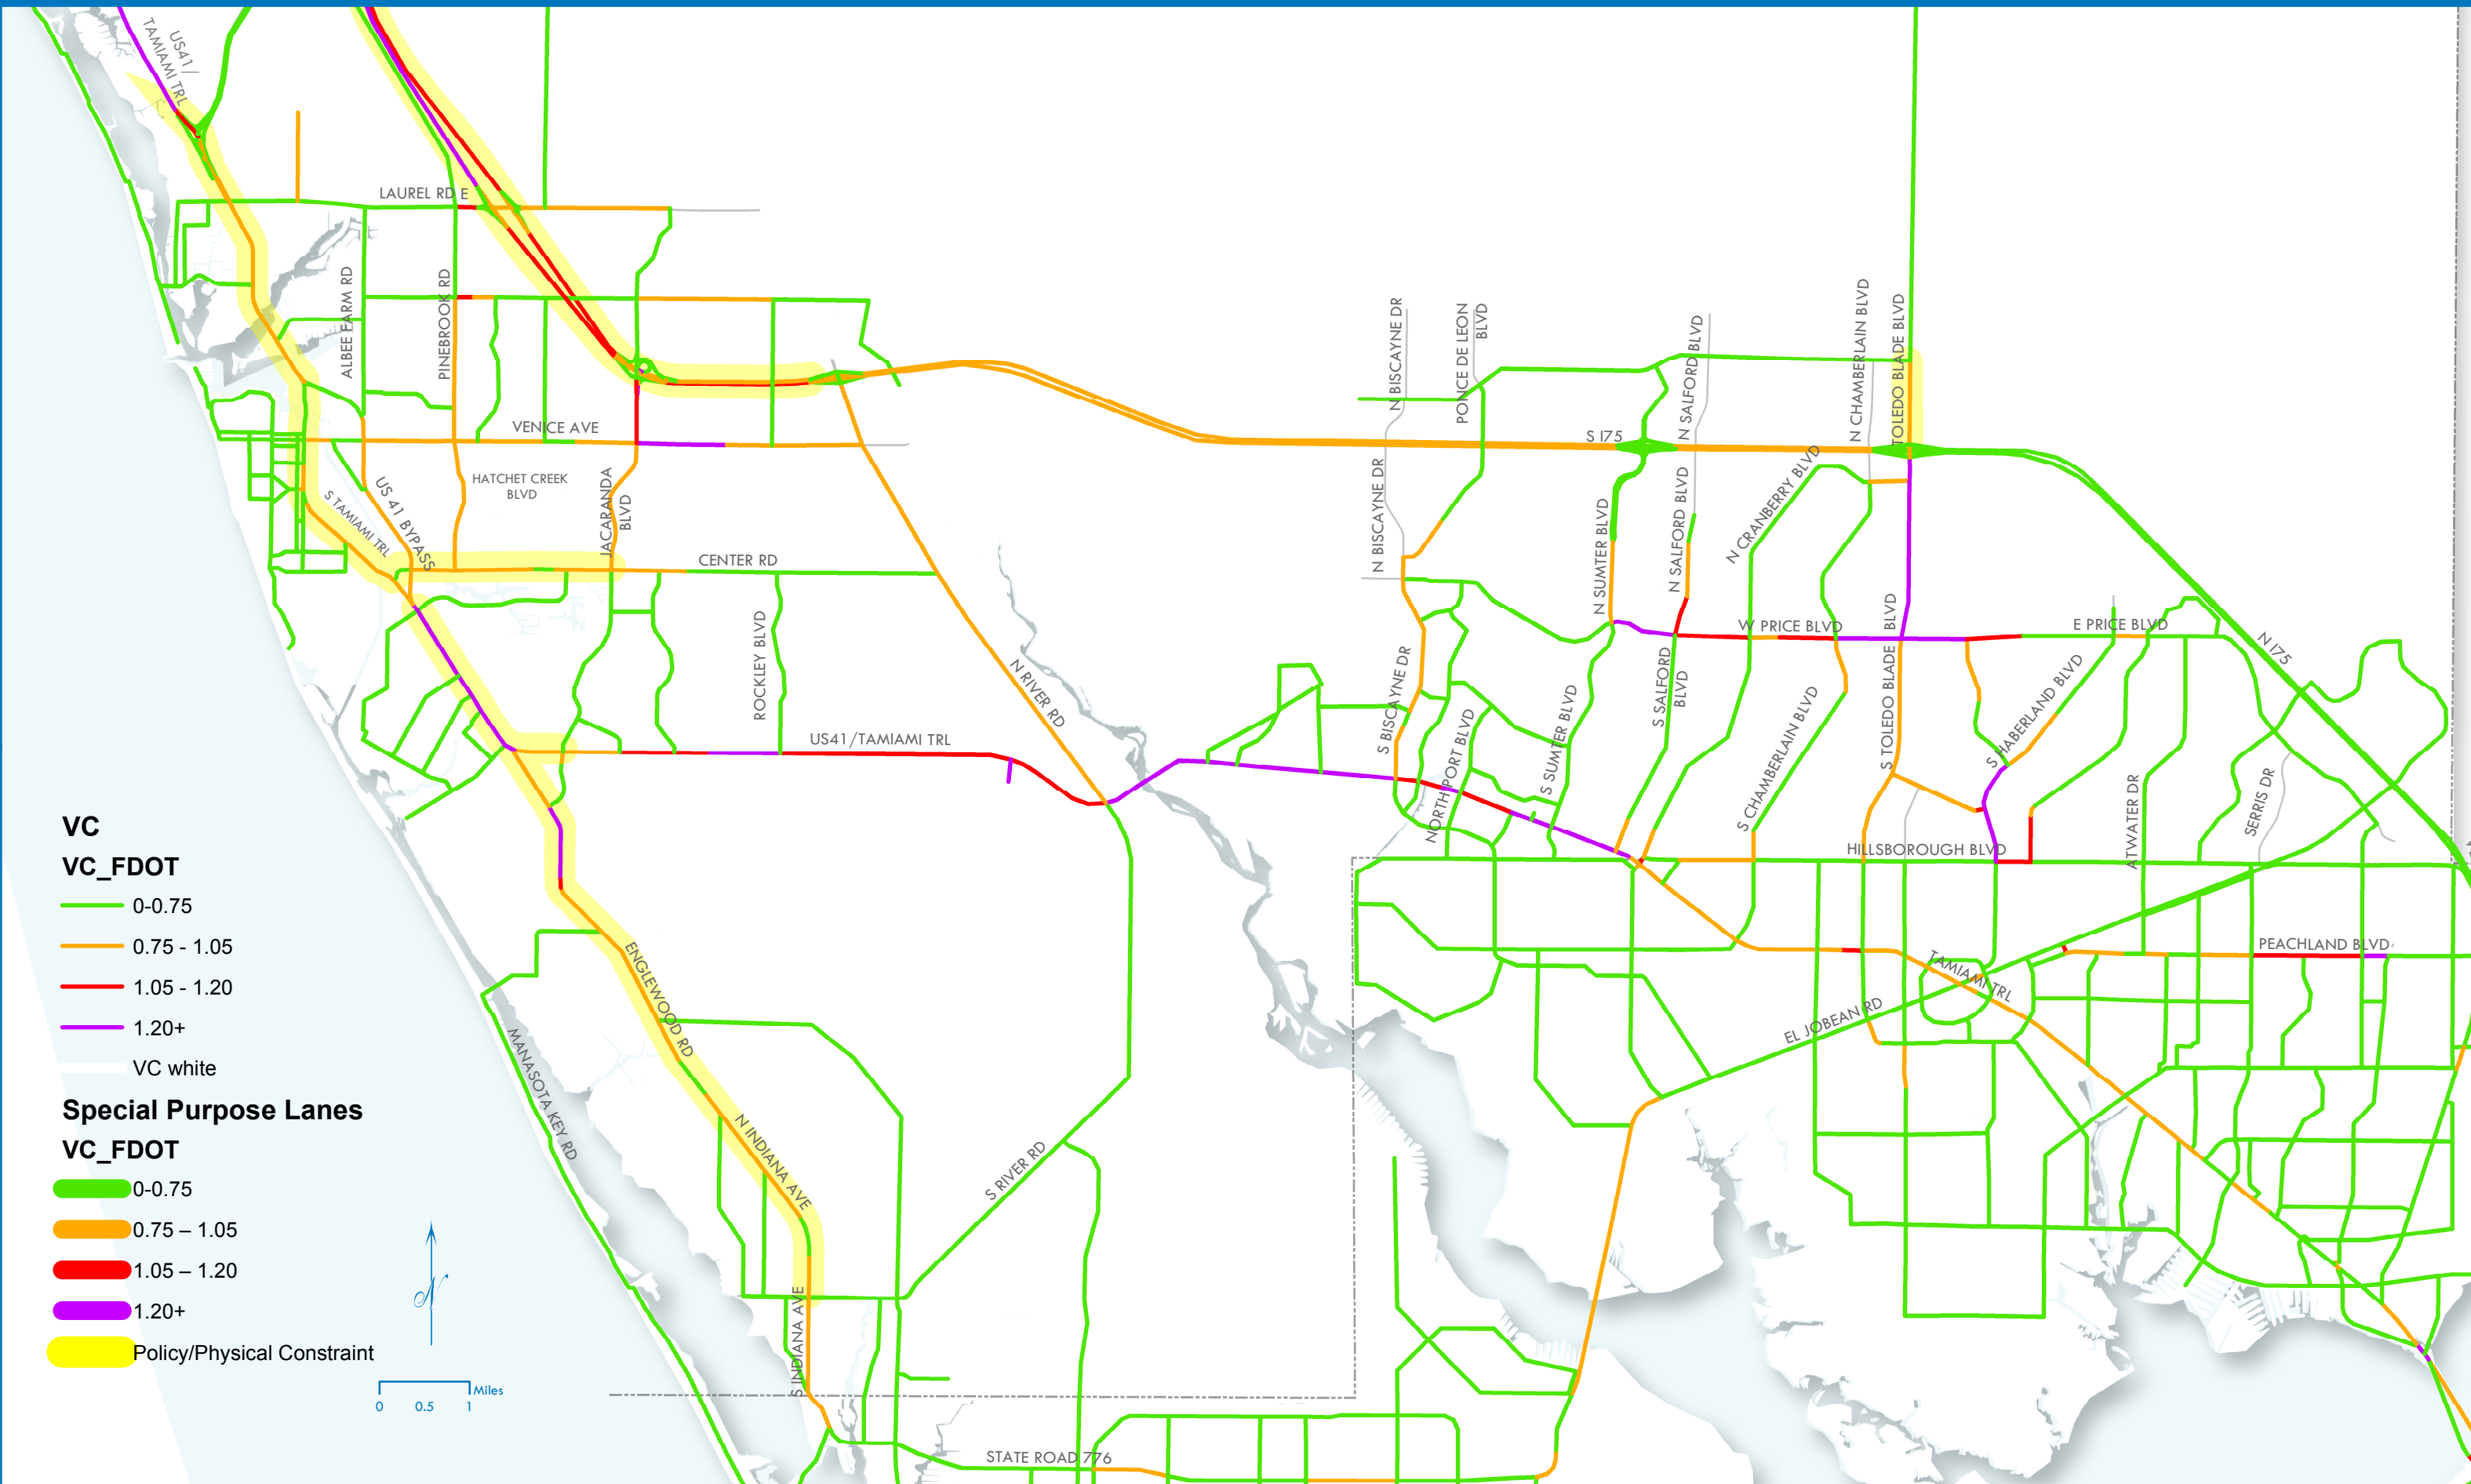 US41/
TAMIAMI TRL
LAUREL RD E
ALBEE FARM RD
PINEBROOK RD
VENICE AVE
HATCHET CREEK
BLVD
JACARANDA
BLVD
S TAMIAMI TRL
US 41 BYPASS
CENTER RD
ROCKLEY BLVD
N RIVER RD
US41/TAMIAMI TRL
N BISCAYNE DR
PONCE DE LEON
BLVD
N SALFORD BLVD
N CHAMBERLAIN BLVD
TOLEDO BLADE BLVD
S I75
N BISCAYNE DR
N SUMTER BLVD
N SALFORD BLVD
N CRANBERRY BLVD
W PRICE BLVD
E PRICE BLVD
N I75
S BISCAYNE DR
NORTH PORT BLVD
S SUMTER BLVD
S SALFORD
BLVD
S CHAMBERLAIN BLVD
S TOLEDO BLADE BLVD
S HABERLAND BLVD
ATWATER DR
SERRIS DR
HILLSBOROUGH BLVD
PEACHLAND BLVD
TAMIAMI TRL
EL JOBEAN RD
ENGLEWOOD RD
MANASOTA KEY RD
N INDIANA AVE
S RIVER RD
S INDIANA AVE
STATE ROAD 776
VC
VC_FDOT
0-0.75
0.75 - 1.05
1.05 - 1.20
1.20+
VC white
Special Purpose Lanes
VC_FDOT
0-0.75
0.75 – 1.05
1.05 – 1.20
1.20+
Policy/Physical Constraint
Miles
0 0.5 1